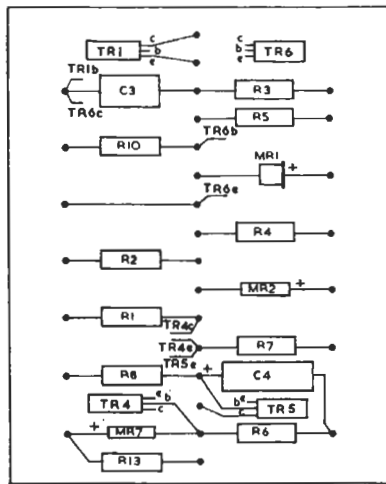 c
TR1 b
e
c
b TR6
e
TR1b
C3
R3
TR6c
R5
TR6b
R10
MR1
+
TR6e
R4
R2
MR2 +
R1
TR4c
TR4e
R7
TR5e
R8 + C4
TR4 e b
c
b e
c TR5
+ MR7
R6
R13